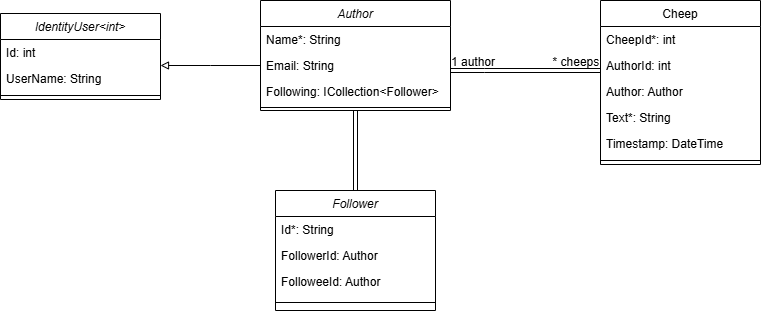 IdentityUser<int>
Id: int
UserName: String
Author
Name*: String
Email: String
Following: ICollection<Follower>
1 author
* cheeps
Cheep
CheepId*: int
AuthorId: int
Author: Author
Text*: String
Timestamp: DateTime
Follower
Id*: String
FollowerId: Author
FolloweeId: Author